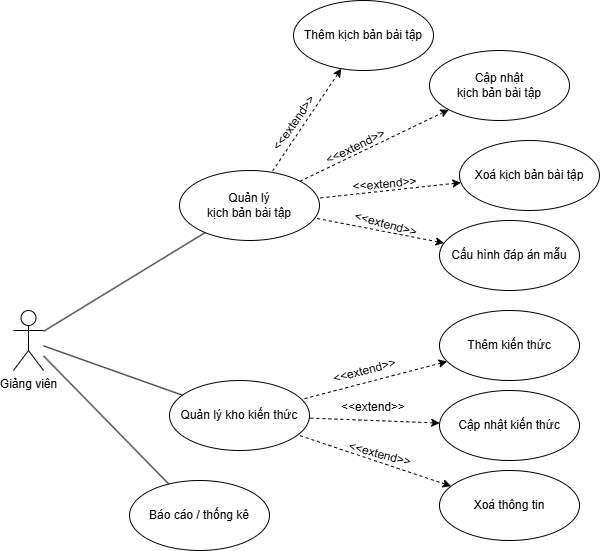 Thêm kịch bản bài tập
Cập nhật
kịch bản bài tập
<<extend>>
<<extend>>
Xoá kịch bản bài tập
<<extend>>
Quản lý
kịch bản bài tập
<<extend>>
Cấu hình đáp án mẫu
Giảng viên
Thêm kiến thức
<<extend>>
Quản lý kho kiến thức
<<extend>>
Cập nhật kiến thức
<<extend>>
Xoá thông tin
Báo cáo / thống kê